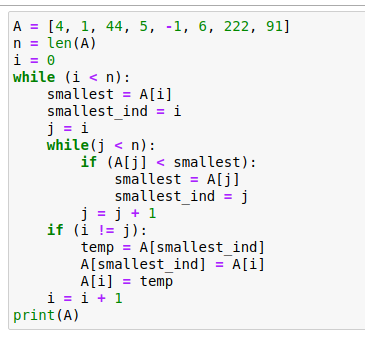 A = [4, 1, 44, 5, -1, 6, 222, 91]
n = len(A)
i = 0
while (i < n):
    smallest = A[i]
    smallest_ind = i
    j = i
    while(j < n):
        if (A[j] < smallest):
            smallest = A[j]
            smallest_ind = j
        j = j + 1
    if (i != j):
        temp = A[smallest_ind]
        A[smallest_ind] = A[i]
        A[i] = temp
    i = i + 1
print(A)